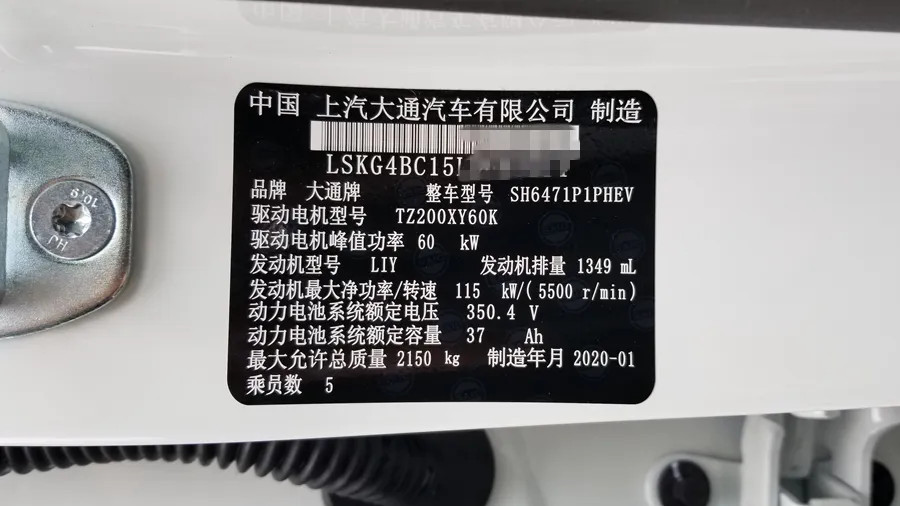 中国 上汽大通汽车有限公司 制造
LSKG4BC15
品牌 大通牌 整车型号 SH6471P1PHEV
驱动电机型号 TZ200XY60K
驱动电机峰值功率 60 kW
发动机型号 LIY 发动机排量 1349 mL
发动机最大净功率/转速 115 kW/(5500 r/min)
动力电池系统额定电压 350.4 V
动力电池系统额定容量 37 Ah
最大允许总质量 2150 kg 制造年月 2020-01
乘员数 5
10.9